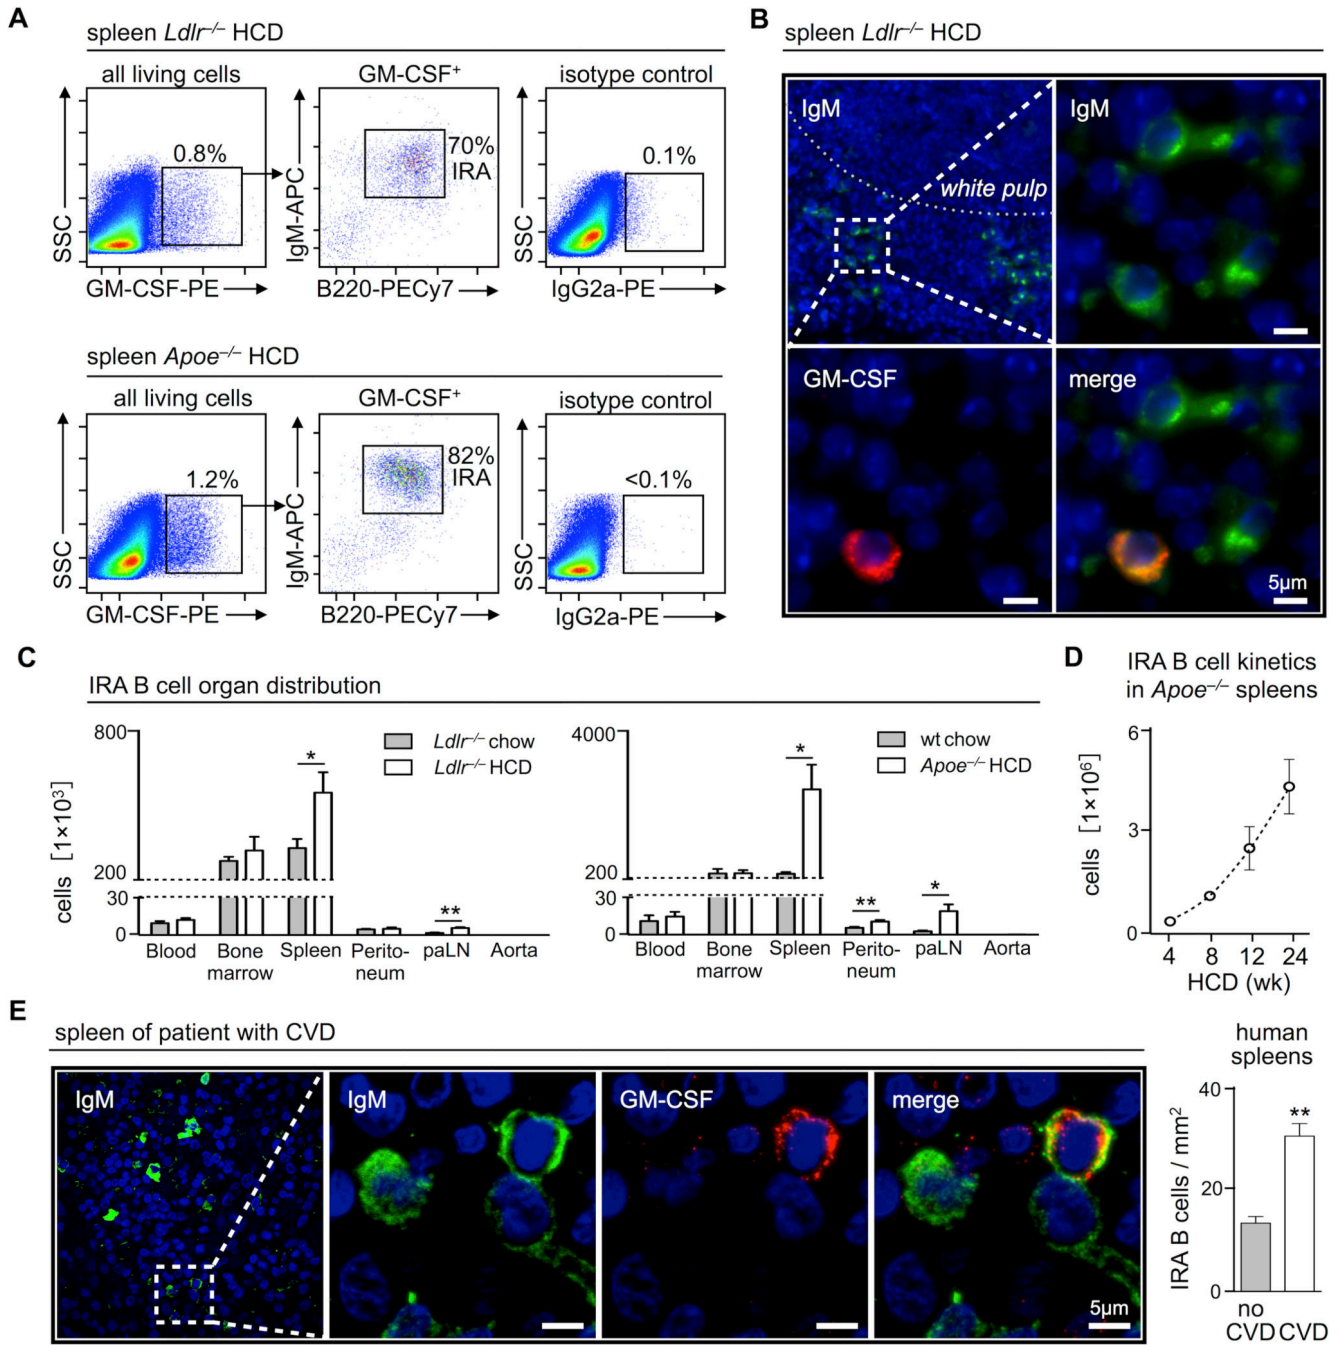 A
spleen Ldlr–/– HCD
all living cells
GM-CSF+
isotype control
0.8%
70%
IRA
0.1%
SSC
IgM-APC
SSC
GM-CSF-PE
B220-PECy7
IgG2a-PE
spleen Apoe–/– HCD
all living cells
GM-CSF+
isotype control
1.2%
82%
IRA
<0.1%
SSC
IgM-APC
SSC
GM-CSF-PE
B220-PECy7
IgG2a-PE
B
spleen Ldlr–/– HCD
IgM
IgM
white pulp
GM-CSF
merge
5µm
C
IRA B cell organ distribution
800
200
30
0
cells [1×10³]
Ldlr–/– chow
Ldlr–/– HCD
*
**
Blood
Bone
marrow
Spleen
Perito-
neum
paLN
Aorta
4000
200
30
0
wt chow
Apoe–/– HCD
*
**
*
Blood
Bone
marrow
Spleen
Perito-
neum
paLN
Aorta
D
IRA B cell kinetics
in Apoe–/– spleens
6
3
0
cells [1×10⁶]
4 8 12 24
HCD (wk)
E
spleen of patient with CVD
IgM
IgM
GM-CSF
merge
5µm
human
spleens
40
20
0
IRA B cells / mm²
**
no
CVD
CVD